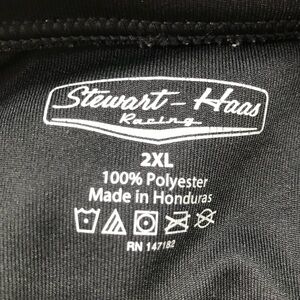 Stewart-Haas
Racing
2XL
100% Polyester
Made in Honduras
RN 147182